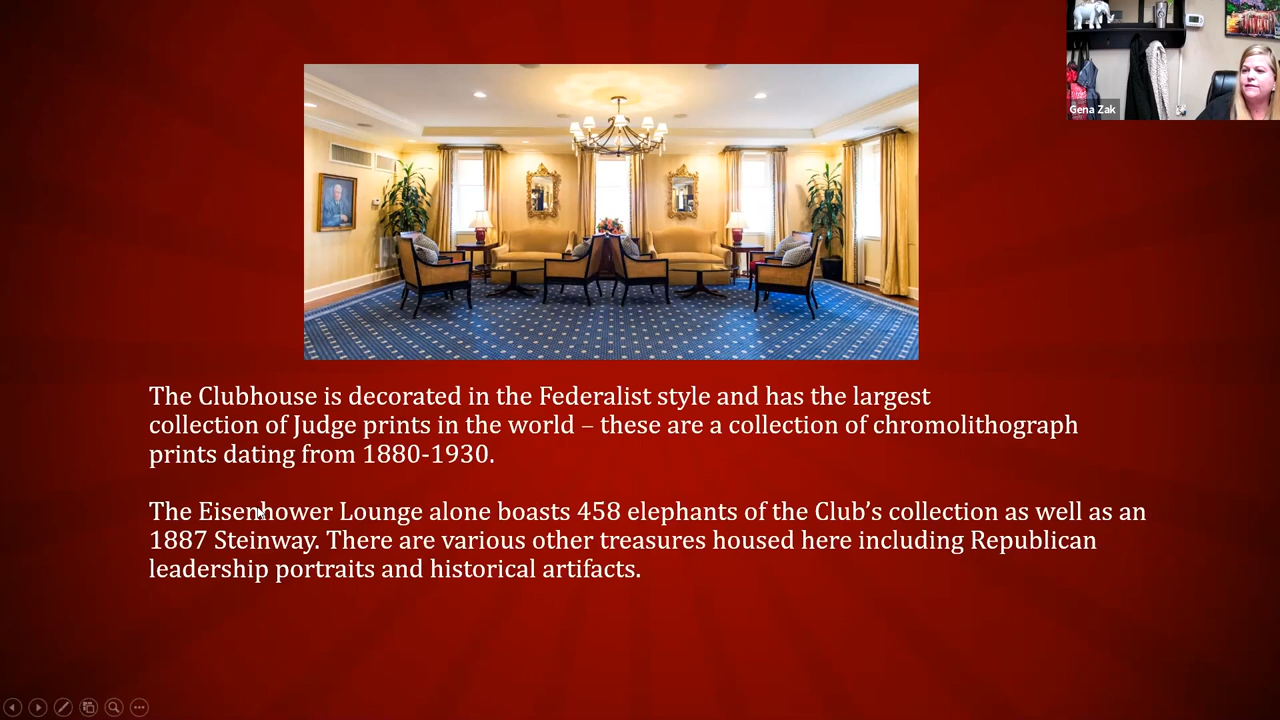 Gena Zak
The Clubhouse is decorated in the Federalist style and has the largest
collection of Judge prints in the world – these are a collection of chromolithograph
prints dating from 1880-1930.
The Eisenhower Lounge alone boasts 458 elephants of the Club’s collection as well as an
1887 Steinway. There are various other treasures housed here including Republican
leadership portraits and historical artifacts.